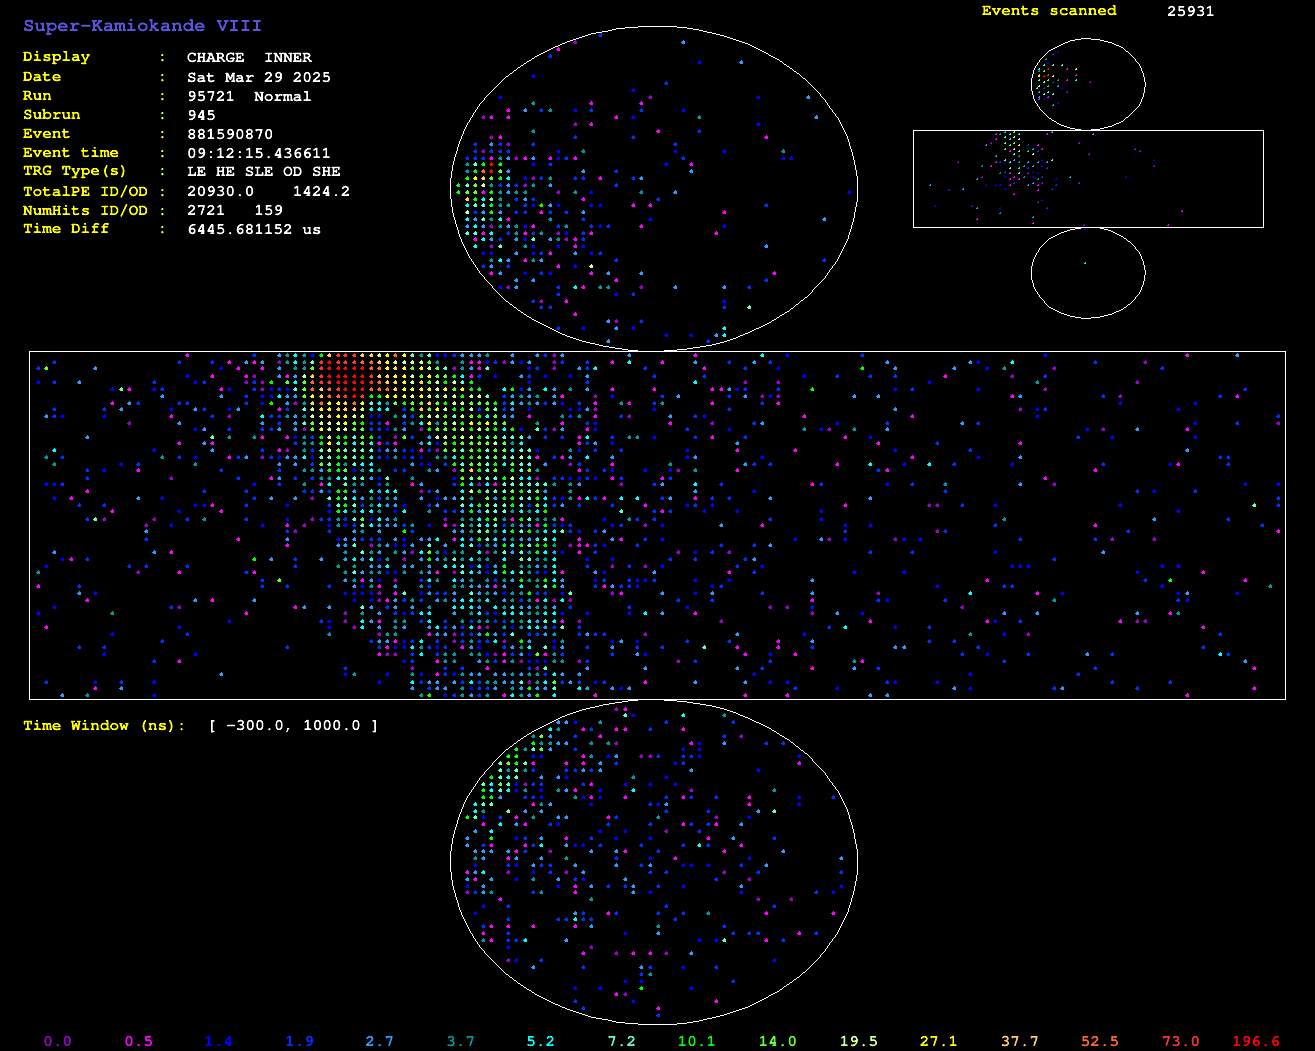 Super-Kamiokande VIII
Events scanned 25931
Display : CHARGE INNER
Date : Sat Mar 29 2025
Run : 95721 Normal
Subrun : 945
Event : 881590870
Event time : 09:12:15.436611
TRG Type(s) : LE HE SLE OD SHE
TotalPE ID/OD : 20930.0 1424.2
NumHits ID/OD : 2721 159
Time Diff : 6445.681152 us
Time Window (ns): [ -300.0, 1000.0 ]
0.0 0.5 1.4 1.9 2.7 3.7 5.2 7.2 10.1 14.0 19.5 27.1 37.7 52.5 73.0 196.6